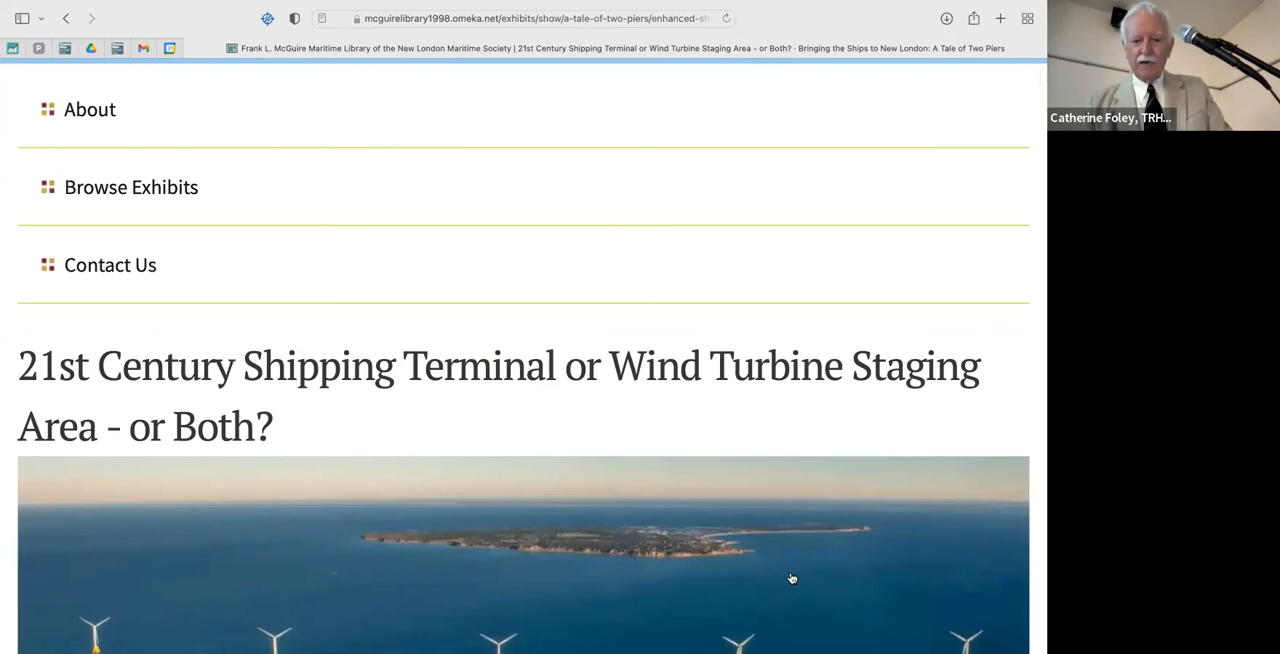 mcguirelibrary1998.omeka.net/exhibits/show/a-tale-of-two-piers/enhanced-sh
Frank L. McGuire Maritime Library of the New London Maritime Society | 21st Century Shipping Terminal or Wind Turbine Staging Area - or Both? · Bringing the Ships to New London: A Tale of Two Piers
Catherine Foley, TRH...
About
Browse Exhibits
Contact Us
21st Century Shipping Terminal or Wind Turbine Staging
Area - or Both?